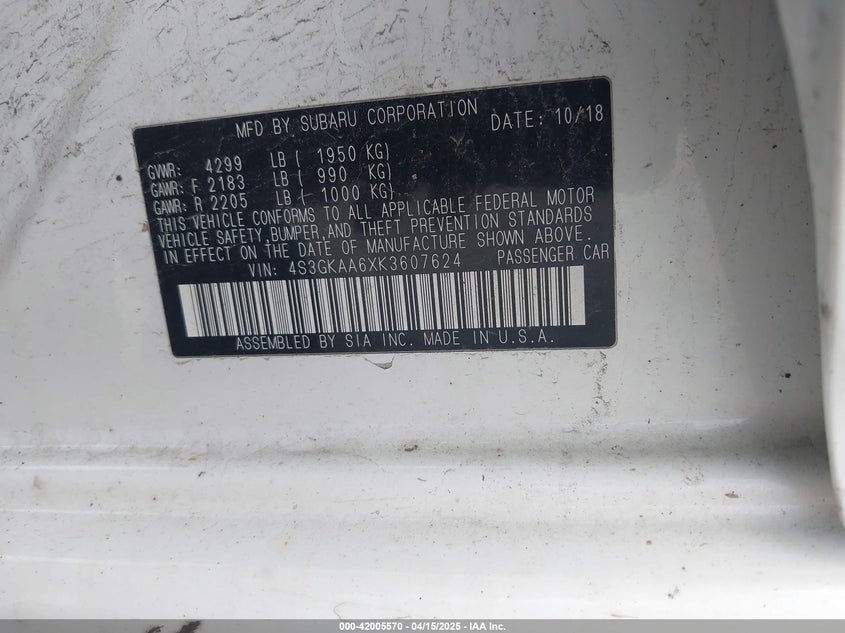 MFD BY SUBARU CORPORATION DATE: 10/18
GVWR: 4299 LB ( 1950 KG)
GAWR: F 2183 LB ( 990 KG)
GAWR: R 2205 LB ( 1000 KG)
THIS VEHICLE CONFORMS TO ALL APPLICABLE FEDERAL MOTOR
VEHICLE SAFETY,BUMPER,AND THEFT PREVENTION STANDARDS
IN EFFECT ON THE DATE OF MANUFACTURE SHOWN ABOVE.
VIN: 4S3GKAA6XK3607624 PASSENGER CAR
ASSEMBLED BY SIA INC. MADE IN U.S.A.
000-42005570 - 04/15/2025 - IAA Inc.